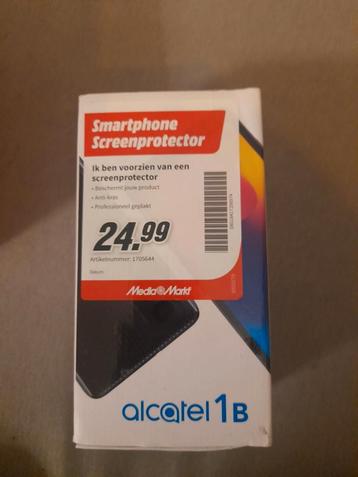 Smartphone
Screenprotector
Ik ben voorzien van een
screenprotector
• Beschermt jouw product
• Anti-kras
• Professioneel geplakt
24.99
Artikelnummer: 1705644
Datum:
MediaMarkt
alcatel 1B